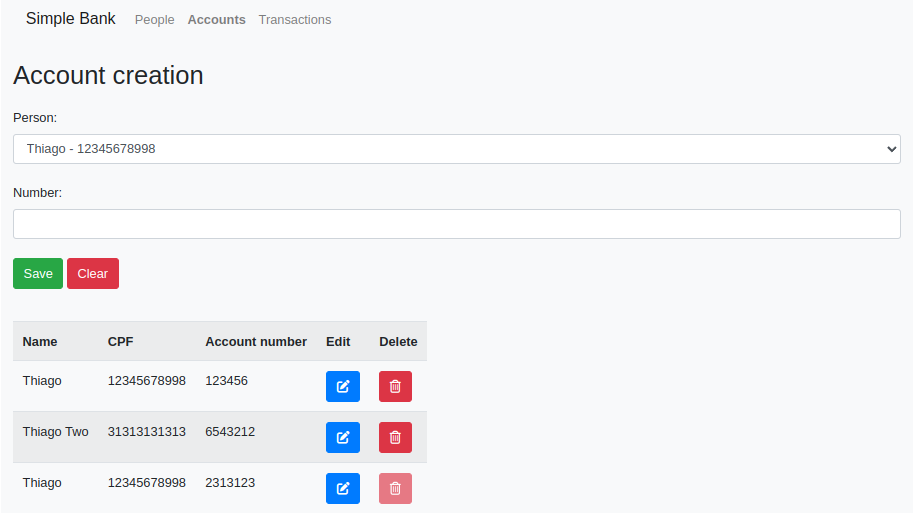 Simple Bank People Accounts Transactions
Account creation
Person:
Thiago - 12345678998
Number:
Save Clear
Name CPF Account number Edit Delete
Thiago 12345678998 123456
Thiago Two 31313131313 6543212
Thiago 12345678998 2313123